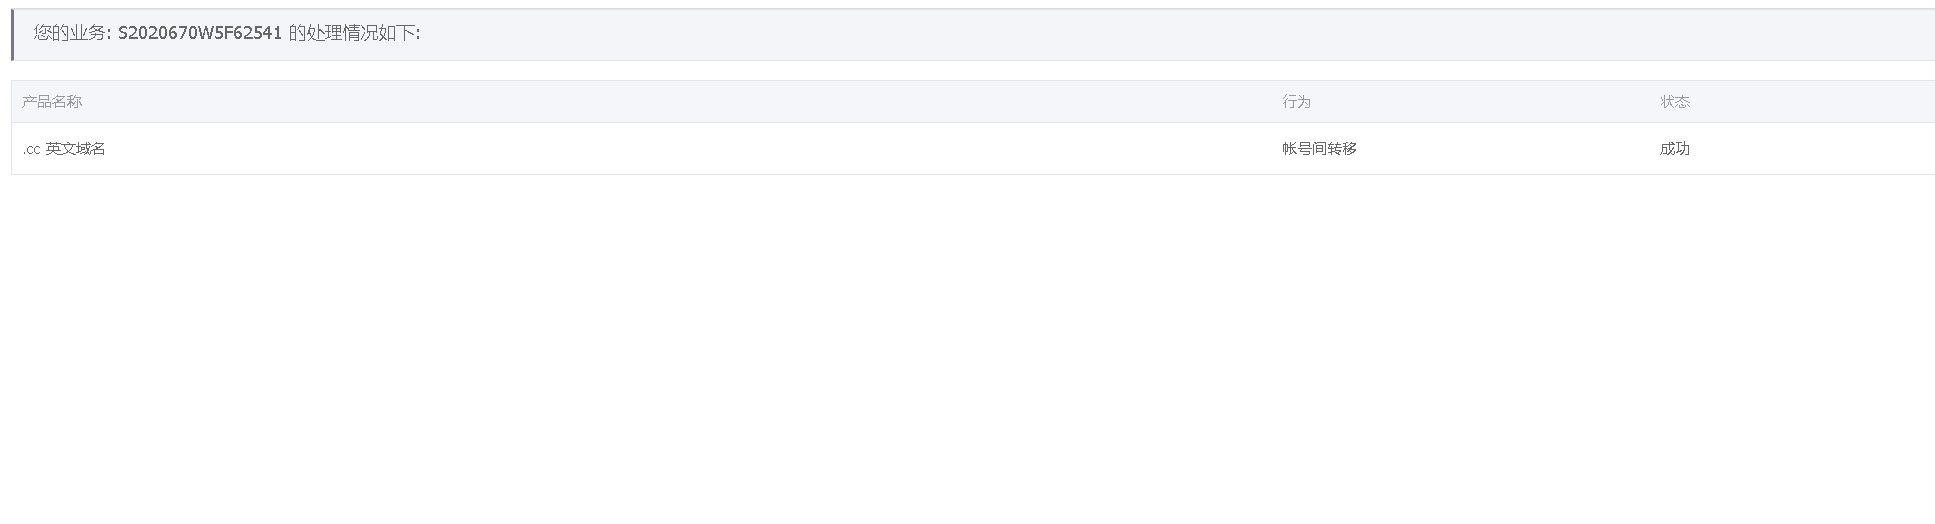 您的业务: S2020670W5F62541 的处理情况如下:
产品名称 行为 状态
.cc 英文域名 帐号间转移 成功